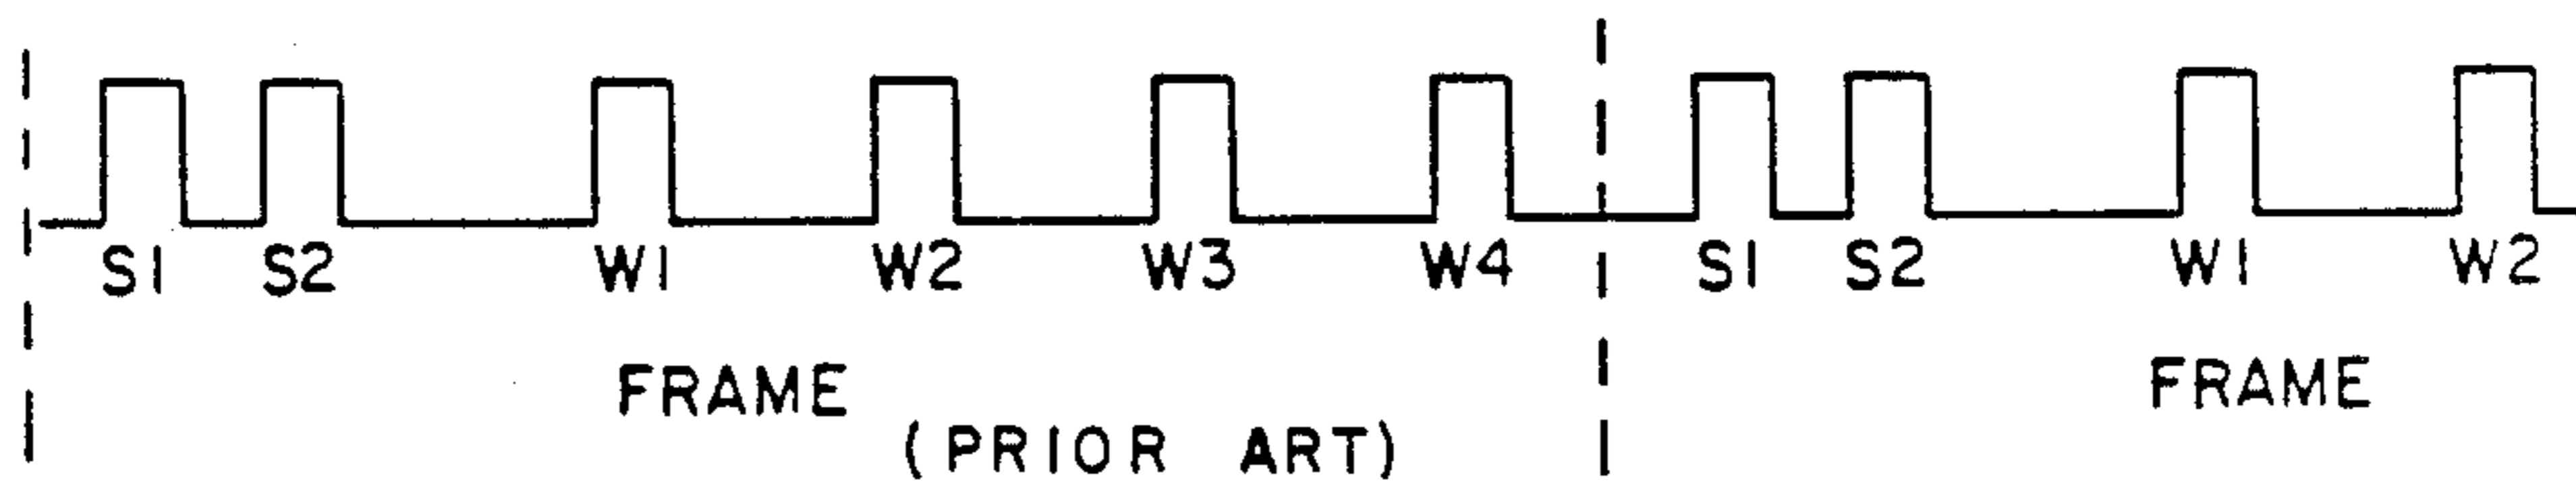 S1 S2 W1 W2 W3 W4 S1 S2 W1 W2
FRAME FRAME
(PRIOR ART)